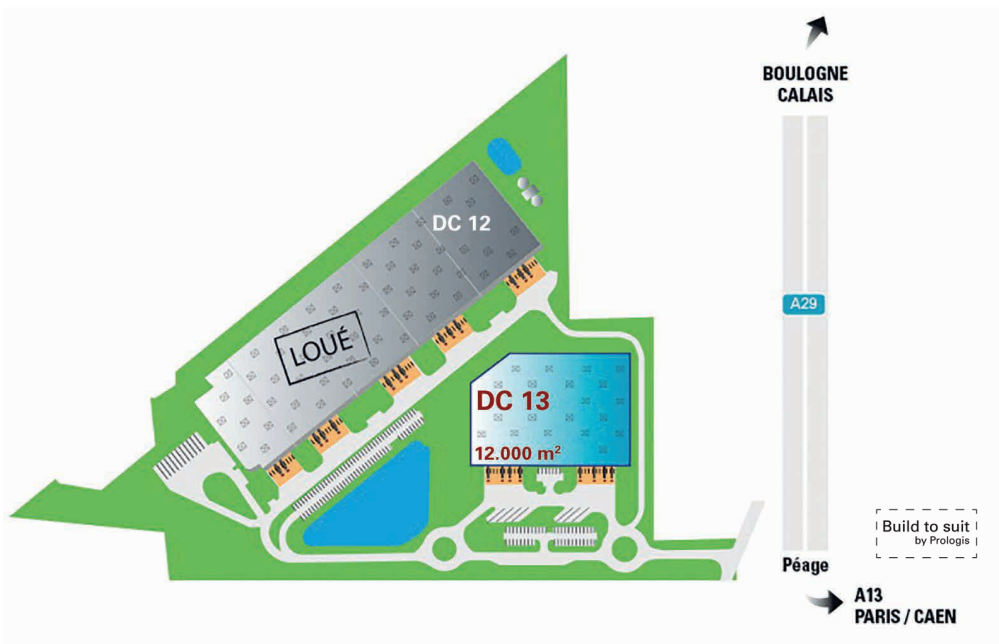 BOULOGNE
CALAIS
DC 12
A29
LOUÉ
DC 13
12.000 m²
Build to suit
by Prologis
Péage
A13
PARIS / CAEN